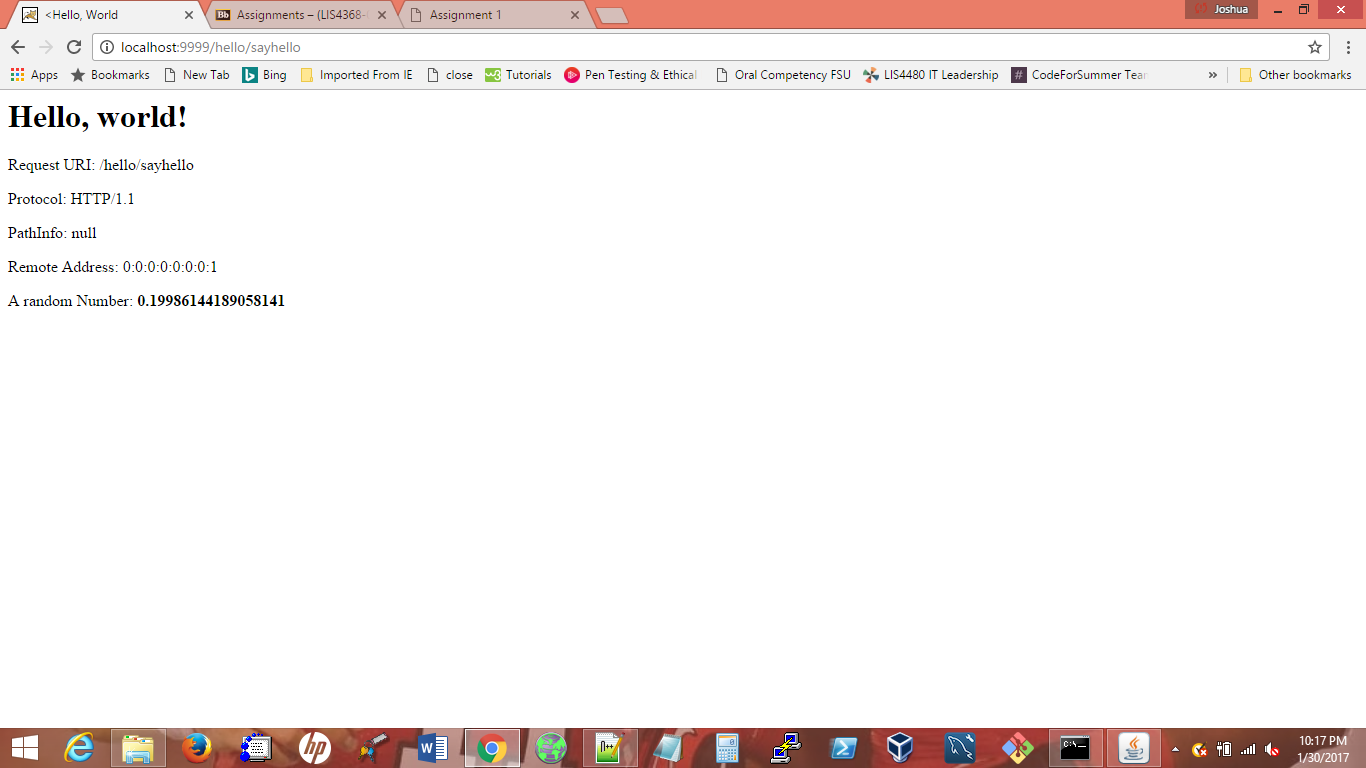 <Hello, World
Assignments – (LIS4368-
Assignment 1
Joshua
localhost:9999/hello/sayhello
Apps Bookmarks New Tab Bing Imported From IE close Tutorials Pen Testing & Ethical Oral Competency FSU LIS4480 IT Leadership CodeForSummer Tear » Other bookmarks
Hello, world!
Request URI: /hello/sayhello
Protocol: HTTP/1.1
PathInfo: null
Remote Address: 0:0:0:0:0:0:0:1
A random Number: 0.19986144189058141
10:17 PM
1/30/2017